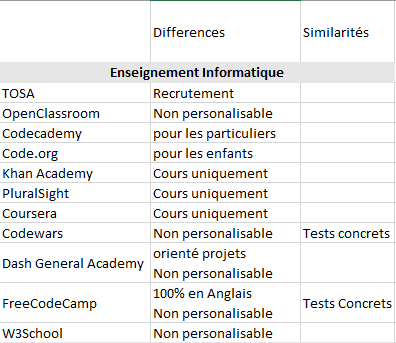 Differences Similarités
Enseignement Informatique
TOSA Recrutement
OpenClassroom Non personalisable
Codecademy pour les particuliers
Code.org pour les enfants
Khan Academy Cours uniquement
PluralSight Cours uniquement
Coursera Cours uniquement
Codewars Non personalisable Tests concrets
Dash General Academy orienté projets
Non personalisable
FreeCodeCamp 100% en Anglais Tests Concrets
Non personalisable
W3School Non personalisable